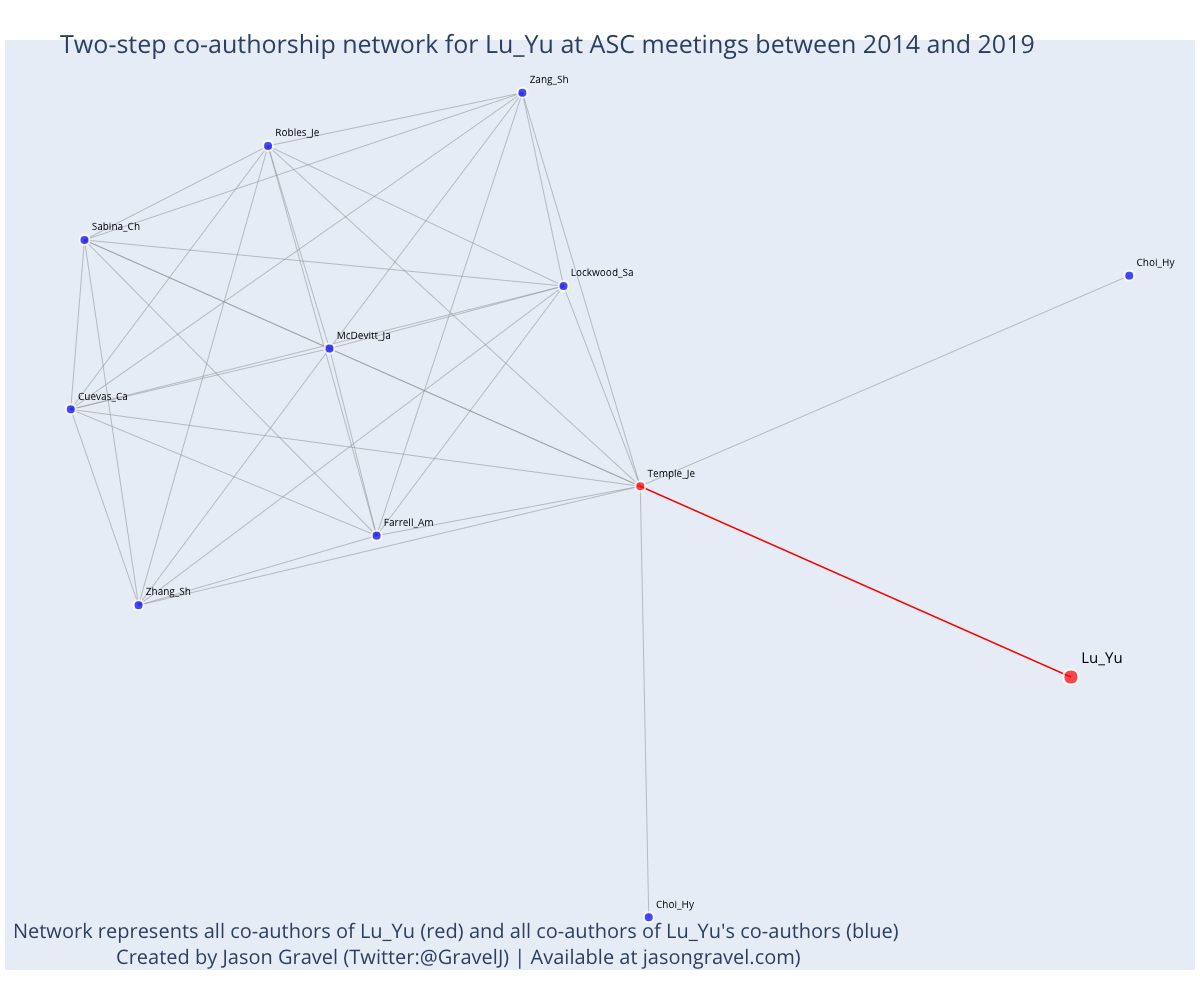 Two-step co-authorship network for Lu_Yu at ASC meetings between 2014 and 2019
Zang_Sh
Robles_Je
Sabina_Ch
Choi_Hy
Lockwood_Sa
McDevitt_Ja
Cuevas_Ca
Temple_Je
Farrell_Am
Zhang_Sh
Lu_Yu
Choi_Hy
Network represents all co-authors of Lu_Yu (red) and all co-authors of Lu_Yu's co-authors (blue)
Created by Jason Gravel (Twitter:@GravelJ) | Available at jasongravel.com)